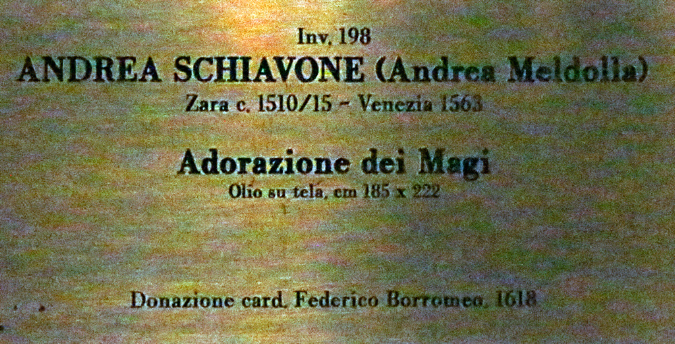 Inv. 198
ANDREA SCHIAVONE (Andrea Meldolla)
Zara c. 1510/15 - Venezia 1563
Adorazione dei Magi
Olio su tela, cm 185 x 222
Donazione card. Federico Borromeo, 1618